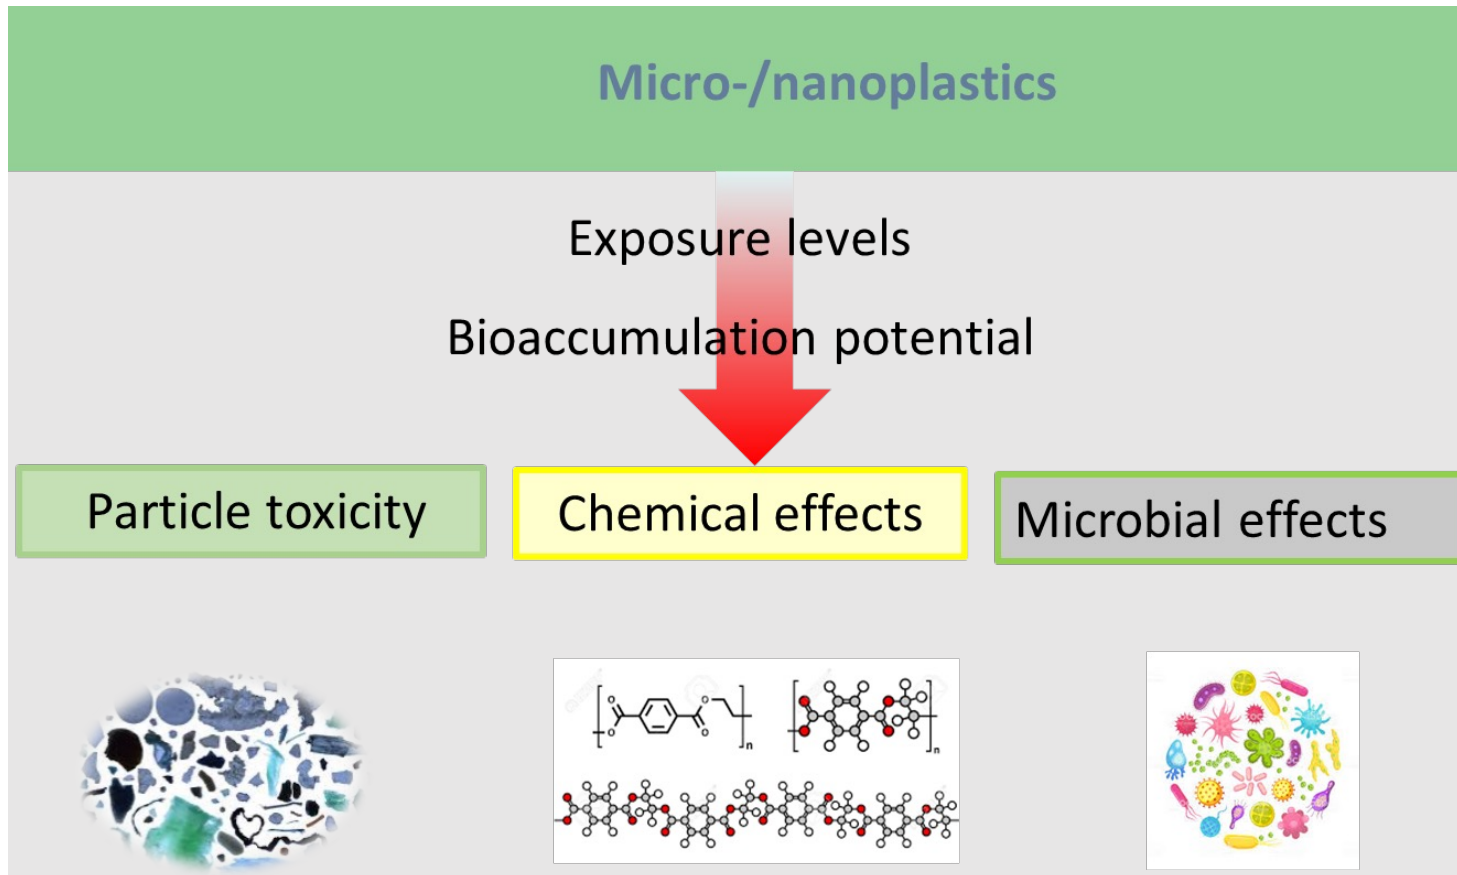 Micro-/nanoplastics
Exposure levels
Bioaccumulation potential
Particle toxicity
Chemical effects
Microbial effects
O
O
O
O
n
n